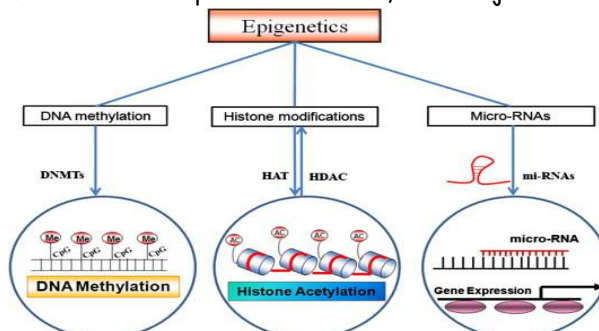 Epigenetics
DNA methylation
Histone modifications
Micro-RNAs
DNMTs
HAT
HDAC
mi-RNAs
Me Me Me Me
CpG CpG CpG CpG
DNA Methylation
AC AC AC AC
Histone Acetylation
micro-RNA
Gene Expression